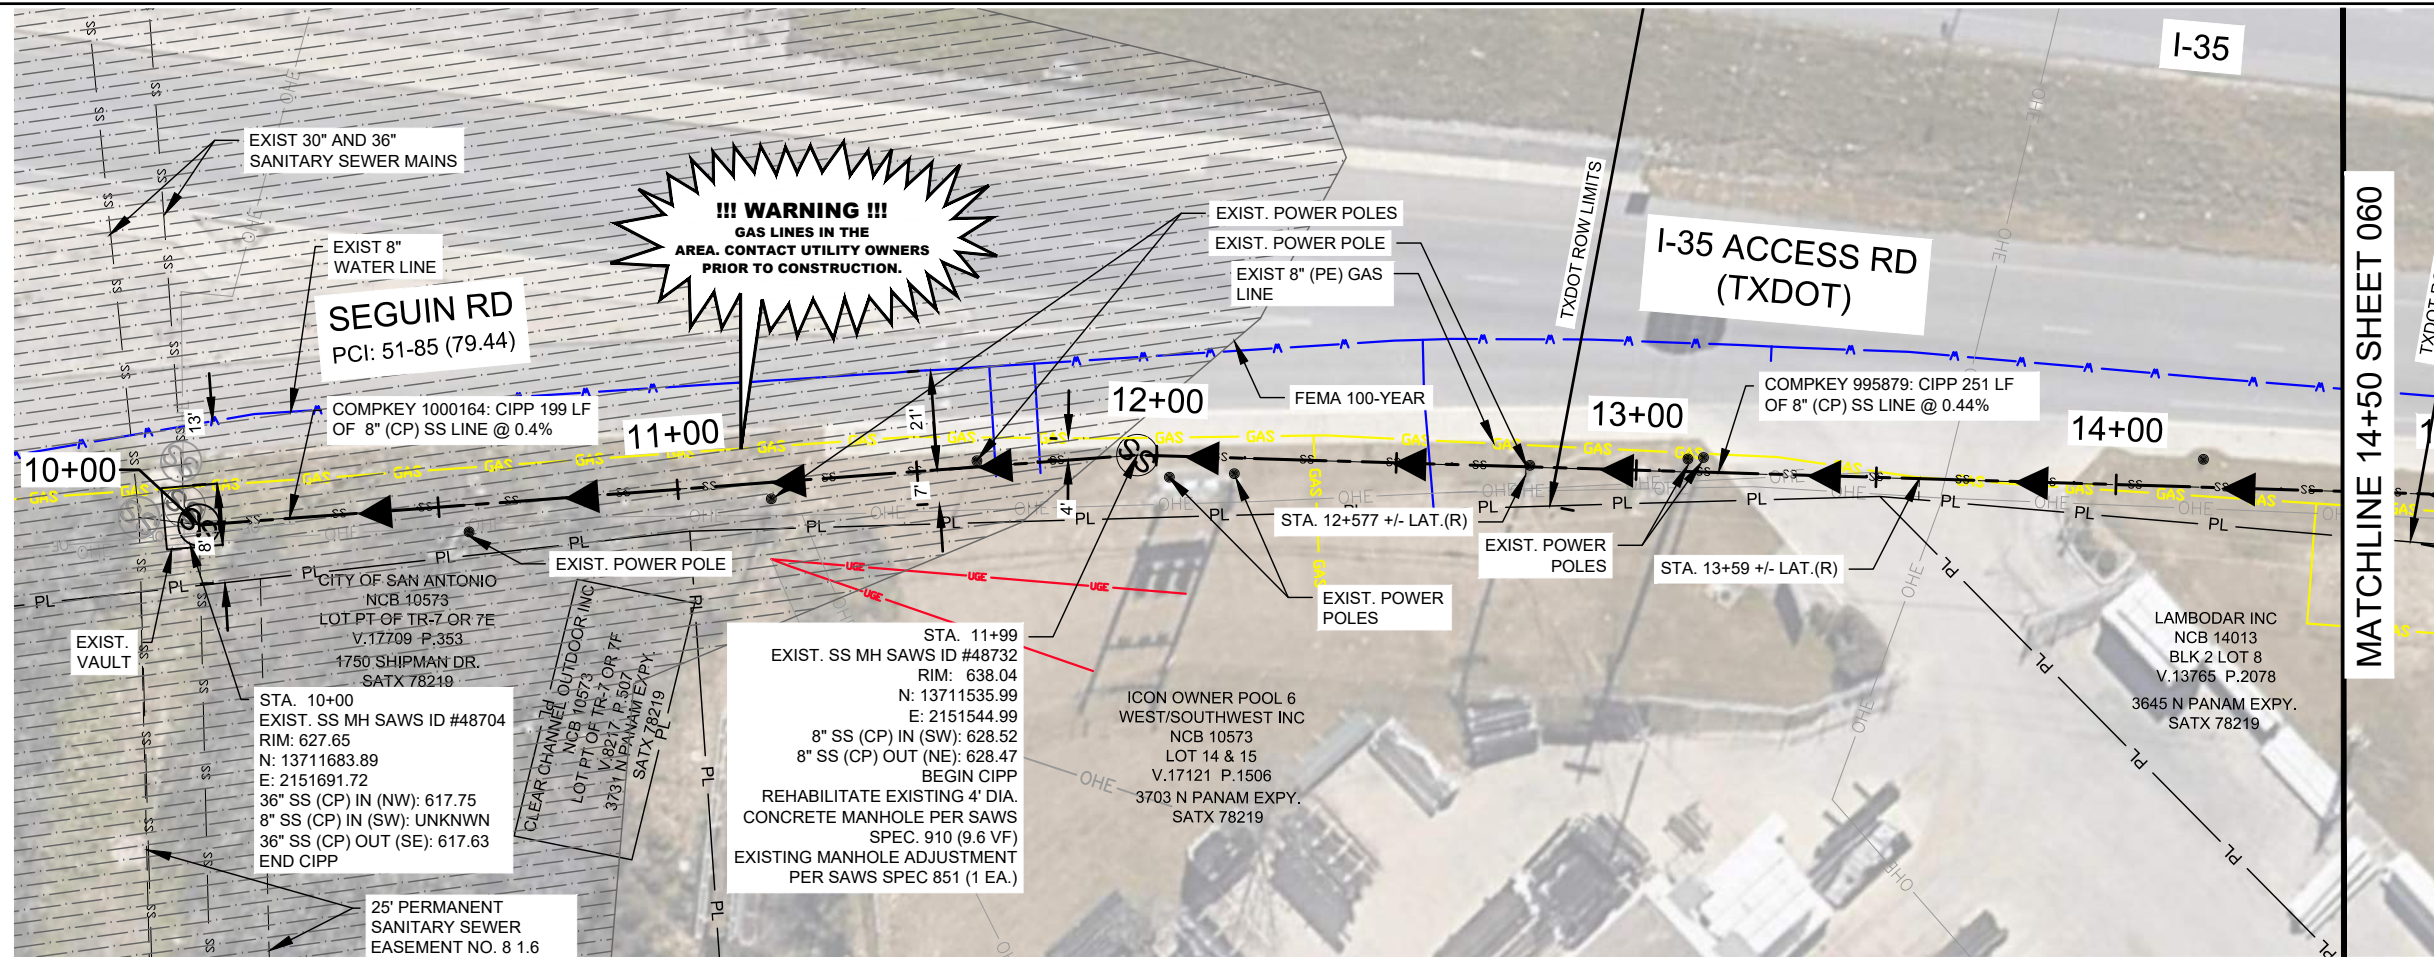 I-35
EXIST 30" AND 36"
SANITARY SEWER MAINS
!!! WARNING !!!
GAS LINES IN THE
AREA. CONTACT UTILITY OWNERS
PRIOR TO CONSTRUCTION.
EXIST. POWER POLES
EXIST. POWER POLE
EXIST 8" (PE) GAS
LINE
TXDOT ROW LIMITS
I-35 ACCESS RD
(TXDOT)
MATCHLINE 14+50 SHEET 060
EXIST 8"
WATER LINE
SEGUIN RD
PCI: 51-85 (79.44)
COMPKEY 1000164: CIPP 199 LF
OF 8" (CP) SS LINE @ 0.4%
FEMA 100-YEAR
COMPKEY 995879: CIPP 251 LF
OF 8" (CP) SS LINE @ 0.44%
10+00
11+00
12+00
13+00
14+00
13'
21'
7'
4'
8'
STA. 12+577 +/- LAT.(R)
EXIST. POWER
POLES
STA. 13+59 +/- LAT.(R)
EXIST. POWER POLE
EXIST. POWER
POLES
EXIST.
VAULT
CITY OF SAN ANTONIO
NCB 10573
LOT PT OF TR-7 OR 7E
V.17709 P.353
1750 SHIPMAN DR.
SATX 78219
CLEAR CHANNEL OUTDOOR INC
NCB 10573
LOT PT OF TR-7 OR 7F
V.8217 P.507
3731 N PANAM EXPY.
SATX 78219
STA. 10+00
EXIST. SS MH SAWS ID #48704
RIM: 627.65
N: 13711683.89
E: 2151691.72
36" SS (CP) IN (NW): 617.75
8" SS (CP) IN (SW): UNKNWN
36" SS (CP) OUT (SE): 617.63
END CIPP
25' PERMANENT
SANITARY SEWER
EASEMENT NO. 8 1.6
STA. 11+99
EXIST. SS MH SAWS ID #48732
RIM: 638.04
N: 13711535.99
E: 2151544.99
8" SS (CP) IN (SW): 628.52
8" SS (CP) OUT (NE): 628.47
BEGIN CIPP
REHABILITATE EXISTING 4' DIA.
CONCRETE MANHOLE PER SAWS
SPEC. 910 (9.6 VF)
EXISTING MANHOLE ADJUSTMENT
PER SAWS SPEC 851 (1 EA.)
ICON OWNER POOL 6
WEST/SOUTHWEST INC
NCB 10573
LOT 14 & 15
V.17121 P.1506
3703 N PANAM EXPY.
SATX 78219
LAMBODAR INC
NCB 14013
BLK 2 LOT 8
V.13765 P.2078
3645 N PANAM EXPY.
SATX 78219
GAS
SS
PL
OHE
UGE